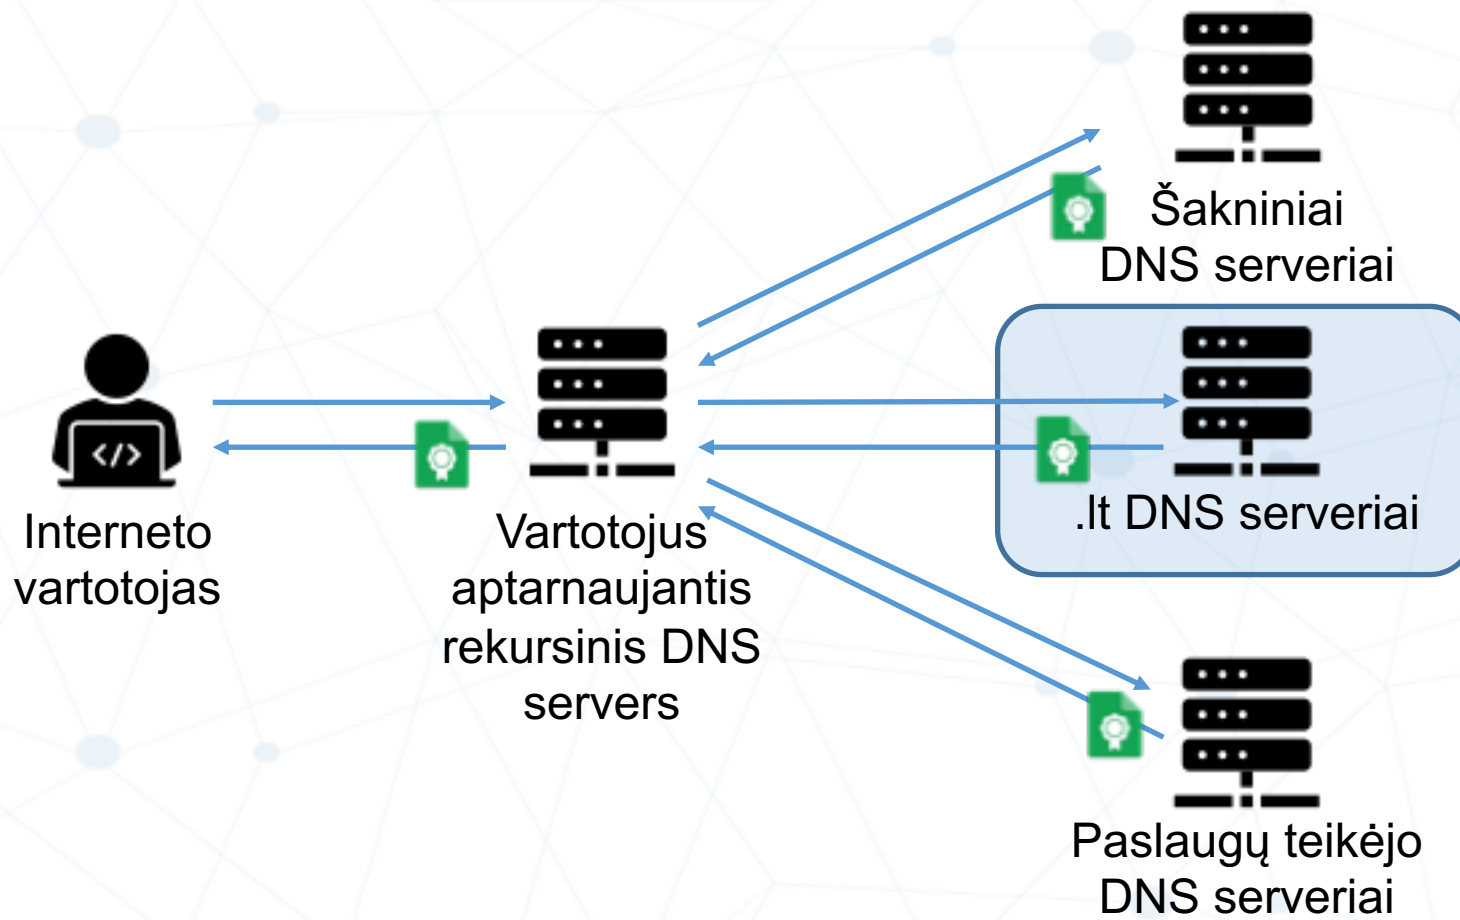 Šakniniai
DNS serveriai
</>
Interneto
vartotojas
Vartotojus
aptarnaujantis
rekursinis DNS
servers
.lt DNS serveriai
Paslaugų teikėjo
DNS serveriai